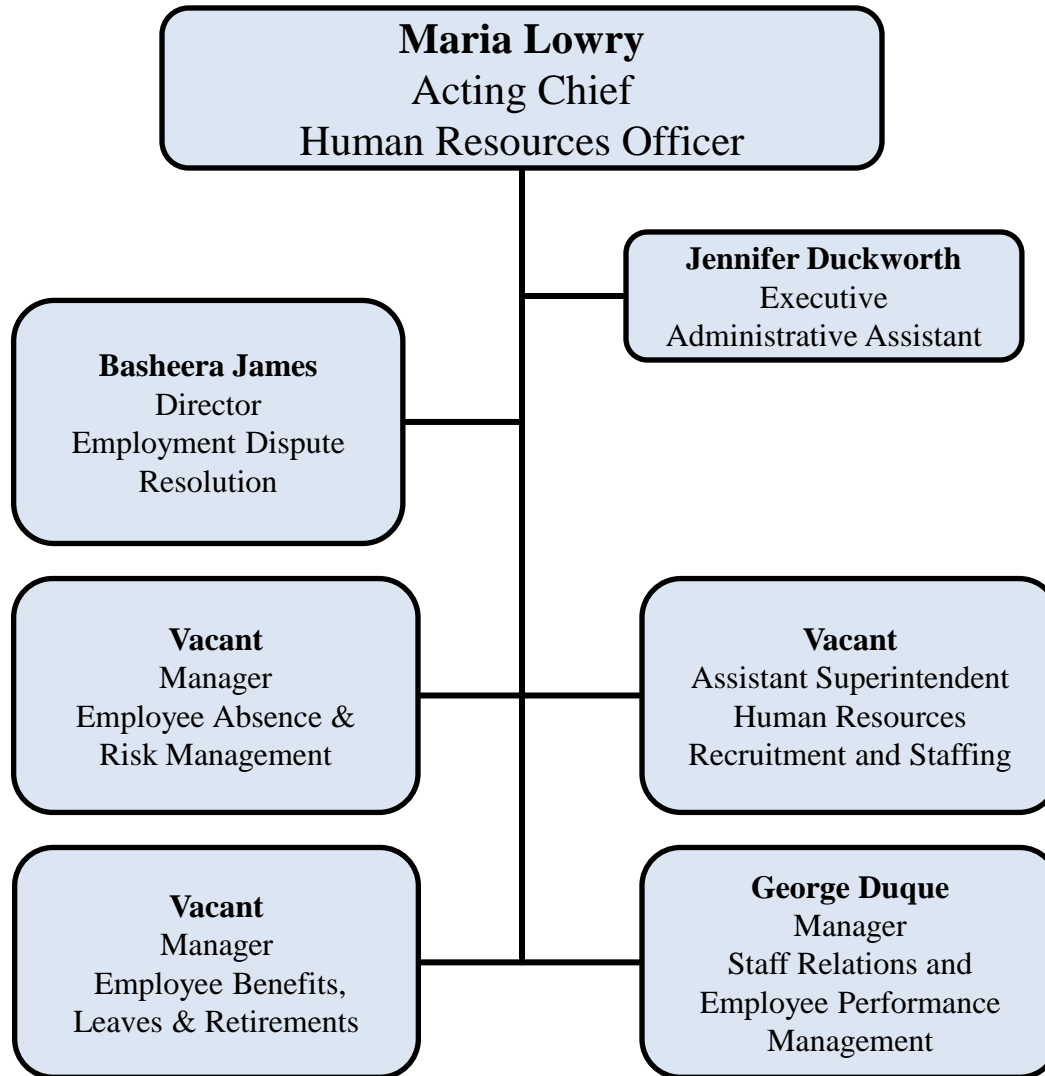 Maria Lowry
Acting Chief
Human Resources Officer
Jennifer Duckworth
Executive
Administrative Assistant
Basheera James
Director
Employment Dispute
Resolution
Vacant
Manager
Employee Absence &
Risk Management
Vacant
Assistant Superintendent
Human Resources
Recruitment and Staffing
Vacant
Manager
Employee Benefits,
Leaves & Retirements
George Duque
Manager
Staff Relations and
Employee Performance
Management